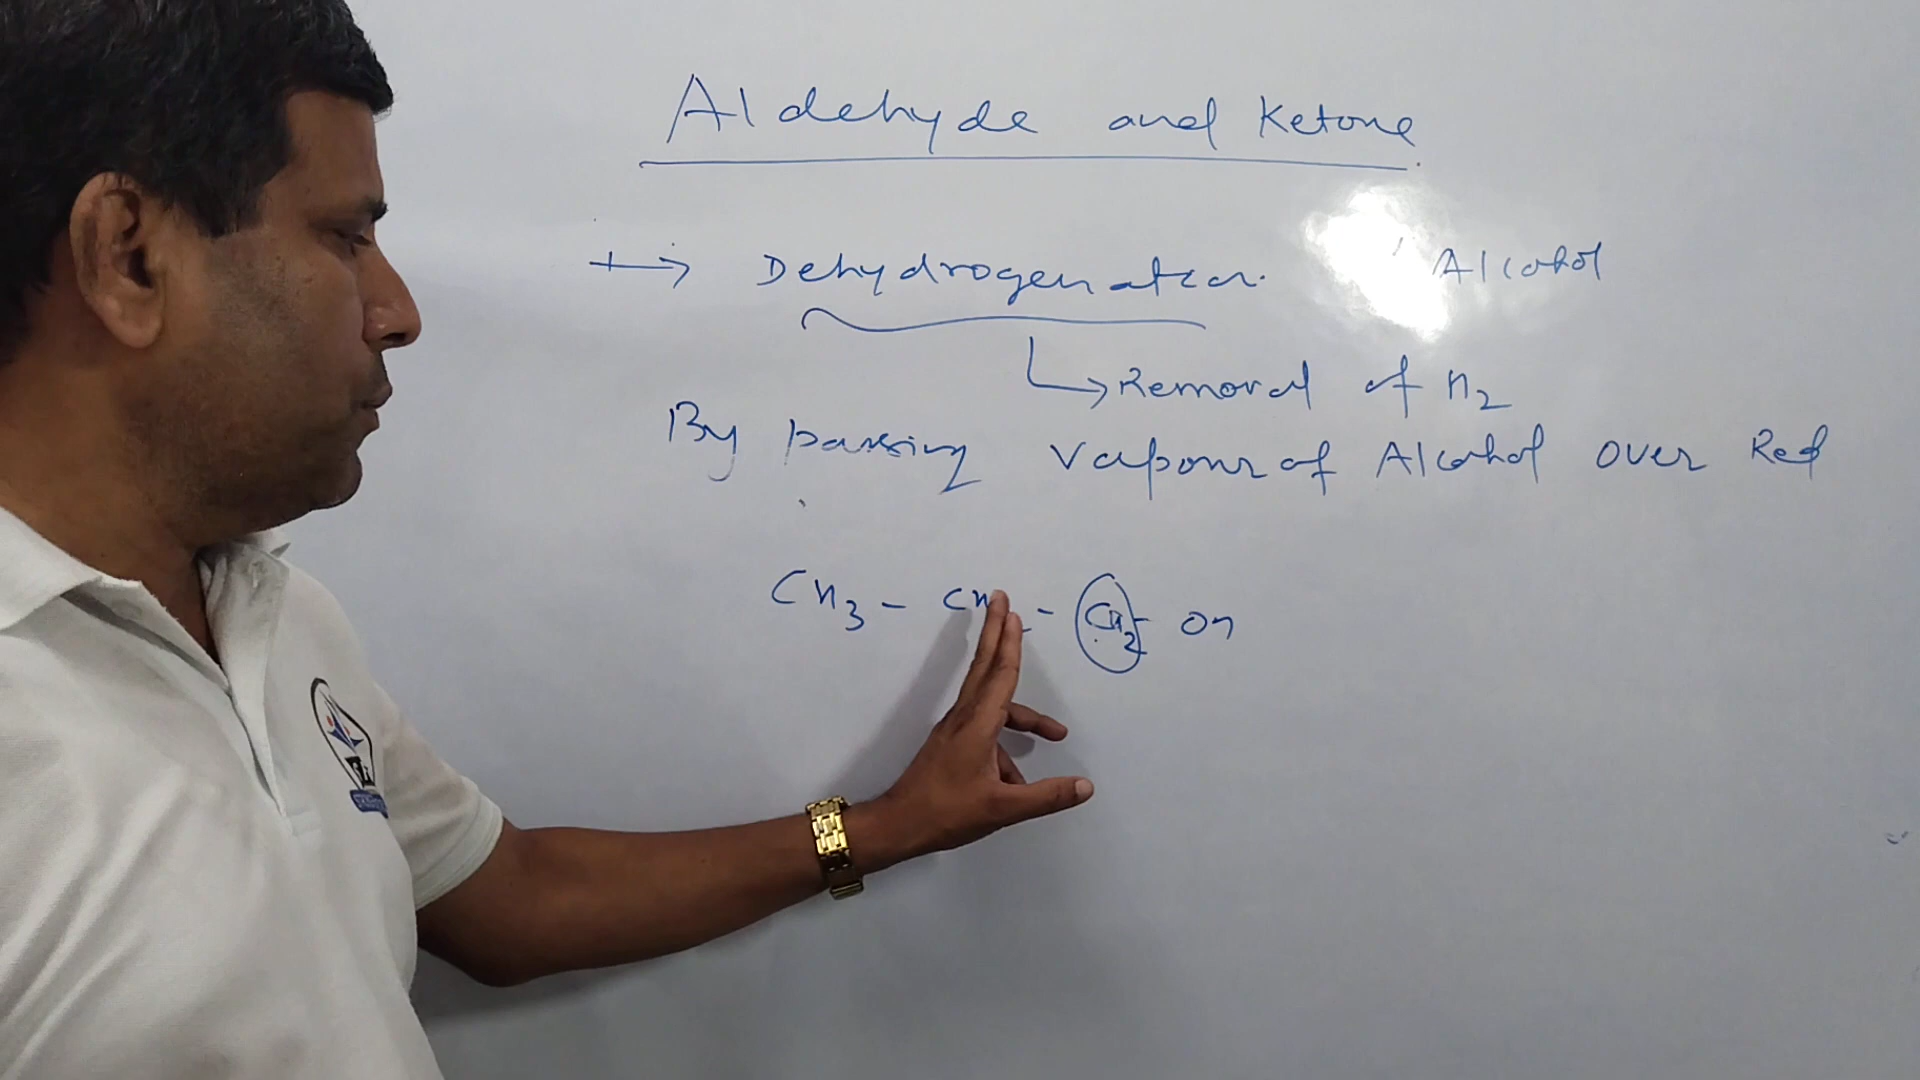 Aldehyde and Ketone
→ Dehydrogenation Alcohol
→ Removal of H2
By passing vapour of Alcohol over Red
CH3 - CH2 - CH2 - OH